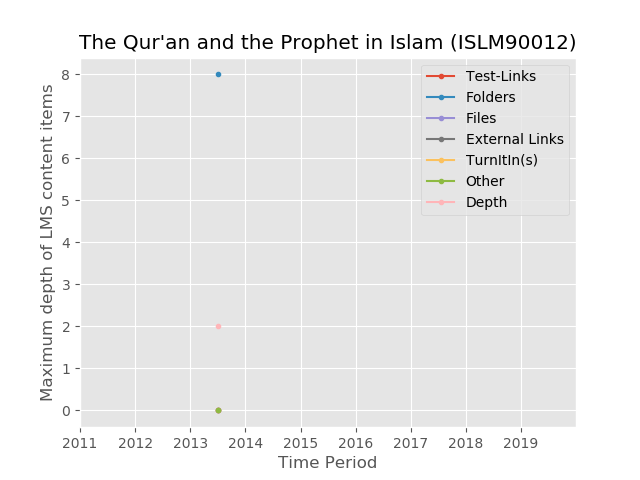 The Qur'an and the Prophet in Islam (ISLM90012)
Maximum depth of LMS content items
8
7
6
5
4
3
2
1
0
Test-Links
Folders
Files
External Links
TurnItIn(s)
Other
Depth
2011 2012 2013 2014 2015 2016 2017 2018 2019
Time Period